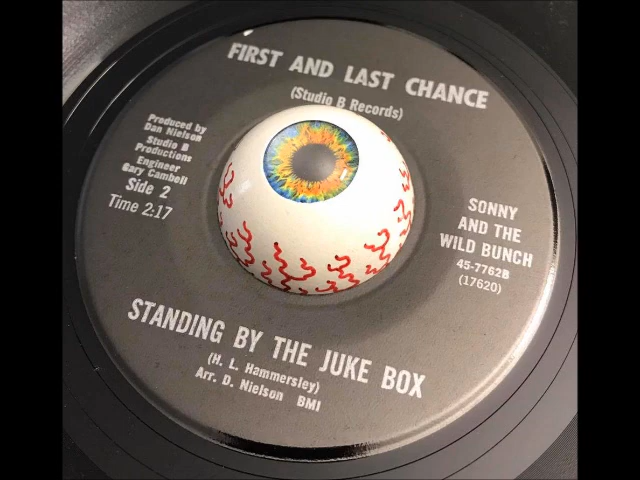 FIRST AND LAST CHANCE
(Studio B Records)
Produced by
Dan Nielson
Studio B
Productions
Engineer
Gary Cambell
Side 2
Time 2:17
SONNY
AND THE
WILD BUNCH
45-7762B
(17620)
STANDING BY THE JUKE BOX
(H. L. Hammersley)
Arr. D. Nielson BMI